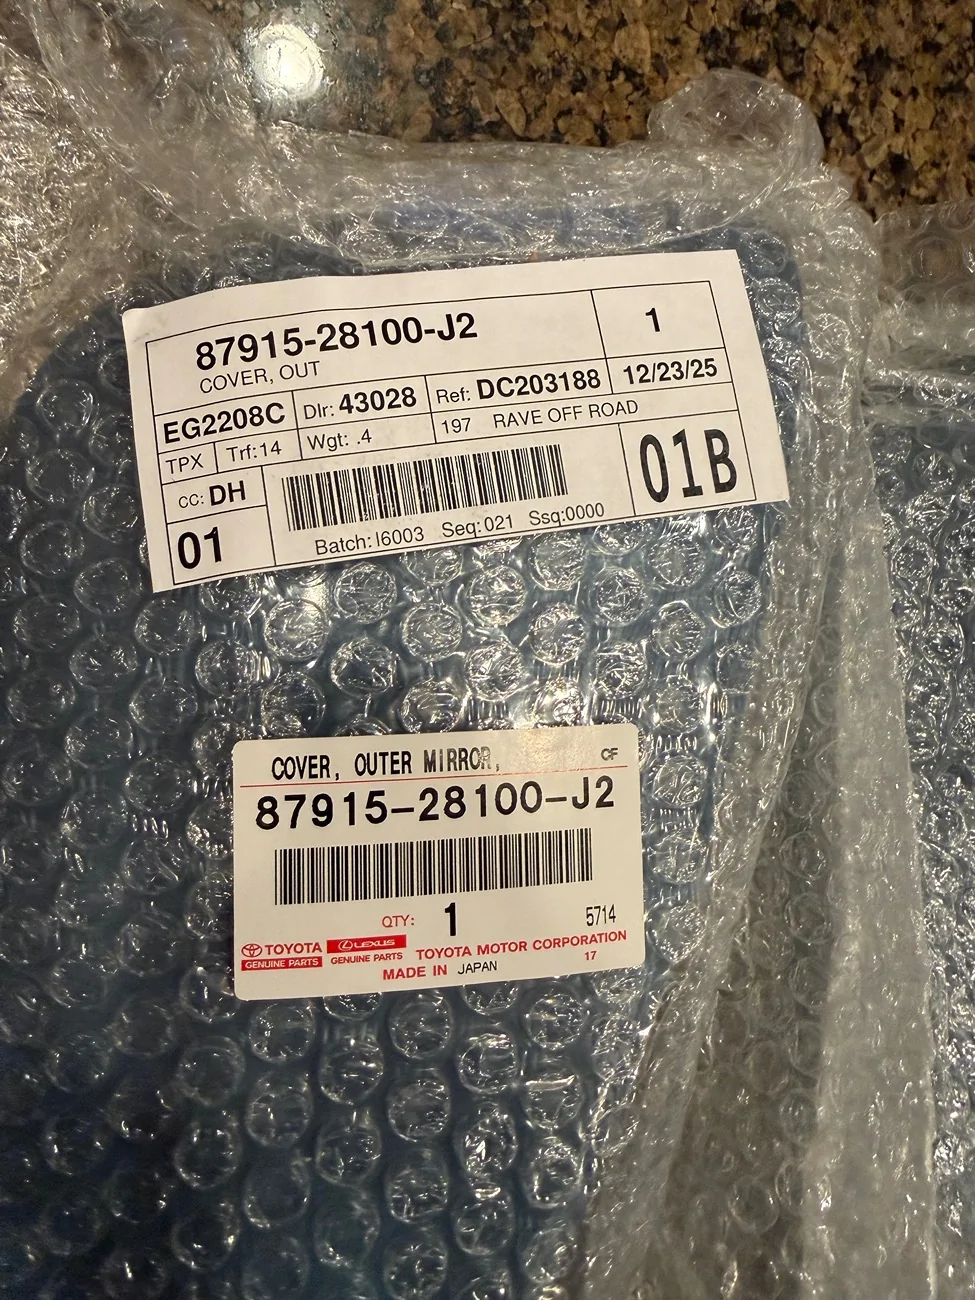 87915-28100-J2
COVER, OUT
1
EG2208C Dlr: 43028 Ref: DC203188 12/23/25
TPX Trf: 14 Wgt: .4 197 RAVE OFF ROAD
CC: DH
01B
01
Batch: I6003 Seq: 021 Ssq: 0000
COVER, OUTER MIRROR, CF
87915-28100-J2
QTY: 1 5714
TOYOTA LEXUS TOYOTA MOTOR CORPORATION
GENUINE PARTS GENUINE PARTS 17
MADE IN JAPAN